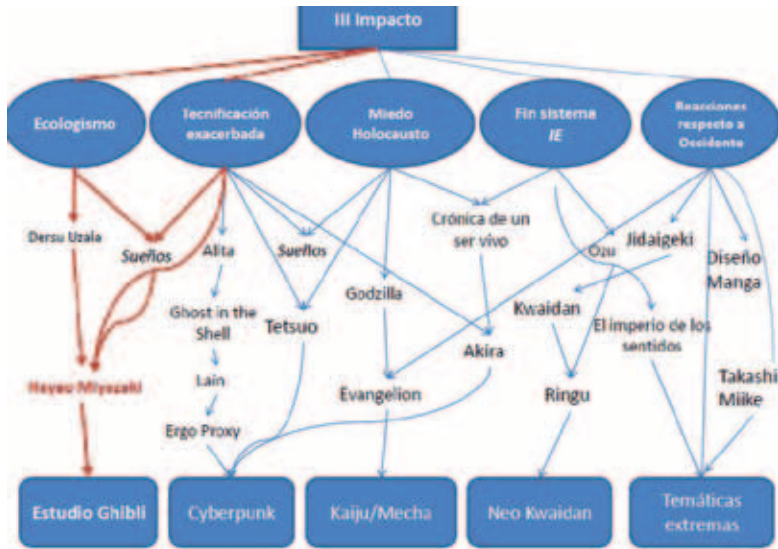 III Impacto
Ecologismo
Tecnificación
exacerbada
Miedo
Holocausto
Fin sistema
IE
Reacciones
respecto a
Occidente
Dersu Uzala
Sueños
Alita
Sueños
Crónica de un
ser vivo
Ozu
Jidaigeki
Diseño
Manga
Ghost in the
Shell
Tetsuo
Godzilla
Kwaidan
El imperio de los
sentidos
Akira
Hayau Miyazaki
Lain
Evangelion
Ringu
Takashi
Miike
Ergo Proxy
Estudio Ghibli
Cyberpunk
Kaiju/Mecha
Neo Kwaidan
Temáticas
extremas